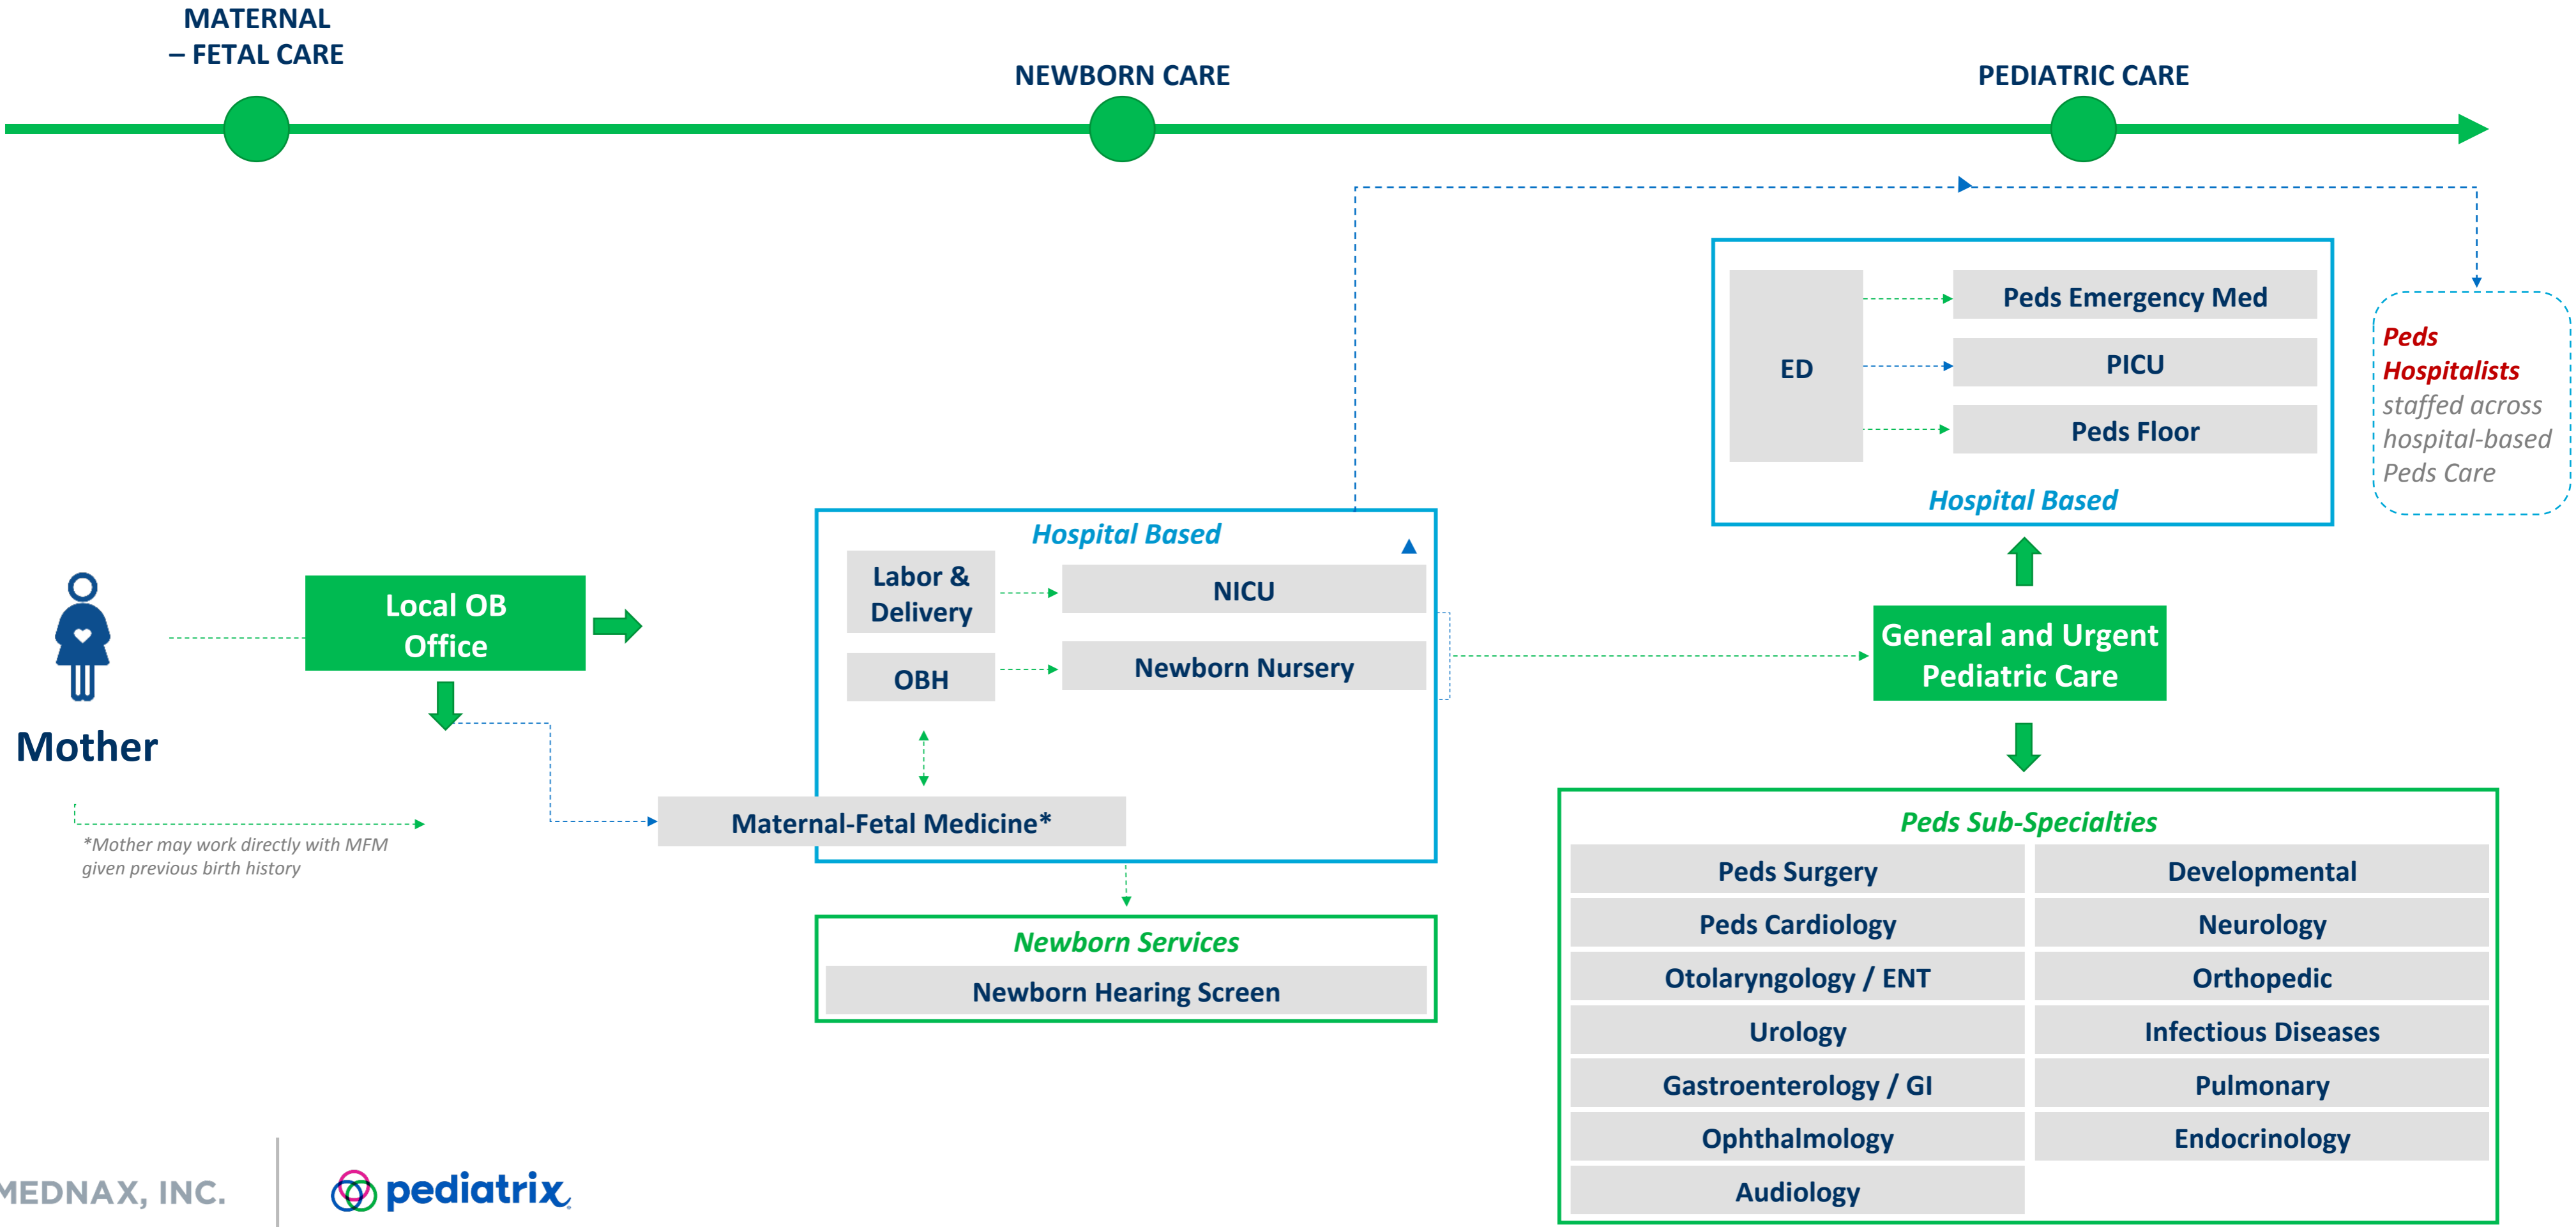 MATERNAL
– FETAL CARE
NEWBORN CARE
PEDIATRIC CARE
Peds Emergency Med
ED
PICU
Peds Floor
Hospital Based
Peds
Hospitalists
staffed across
hospital-based
Peds Care
Hospital Based
Labor &
Delivery
NICU
OBH
Newborn Nursery
Local OB
Office
General and Urgent
Pediatric Care
Mother
*Mother may work directly with MFM
given previous birth history
Maternal-Fetal Medicine*
Newborn Services
Newborn Hearing Screen
Peds Sub-Specialties
Peds Surgery
Developmental
Peds Cardiology
Neurology
Otolaryngology / ENT
Orthopedic
Urology
Infectious Diseases
Gastroenterology / GI
Pulmonary
Ophthalmology
Endocrinology
Audiology
MEDNAX, INC.
pediatrix